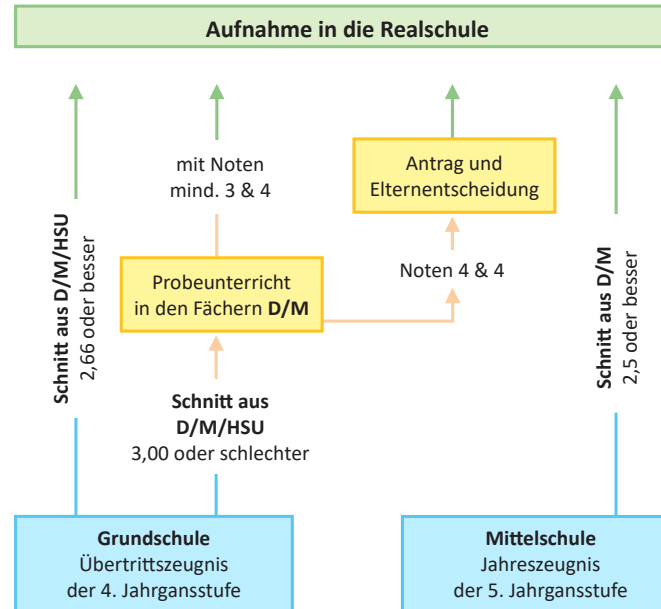 Aufnahme in die Realschule
mit Noten
mind. 3 & 4
Antrag und
Elternentscheidung
Schnitt aus D/M/HSU
2,66 oder besser
Probeunterricht
in den Fächern D/M
Noten 4 & 4
Schnitt aus D/M
2,5 oder besser
Schnitt aus
D/M/HSU
3,00 oder schlechter
Grundschule
Übertrittszeugnis
der 4. Jahrgansstufe
Mittelschule
Jahreszeugnis
der 5. Jahrgansstufe